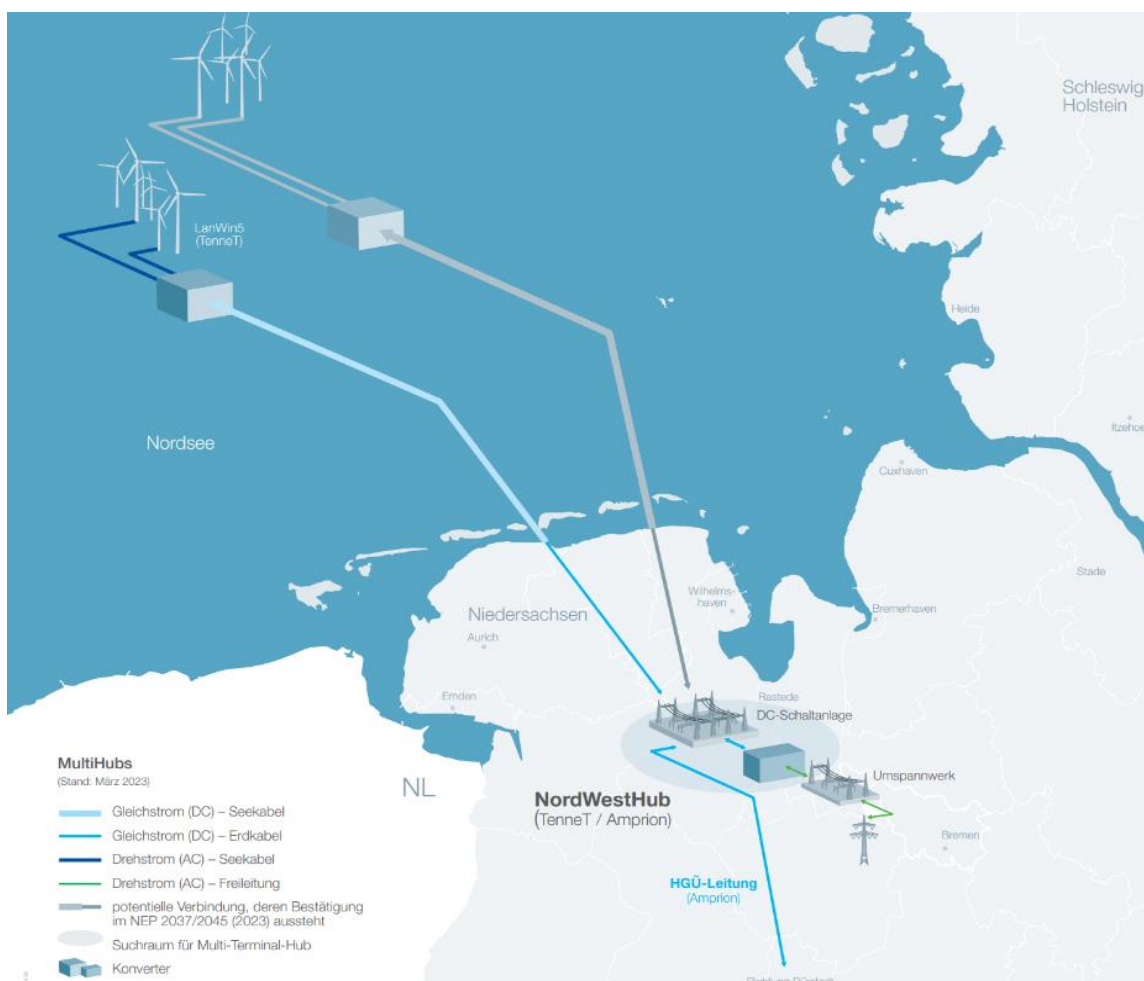 Schleswig
Holstein
LanWin5
(TenneT)
Heide
Itzehoe
Nordsee
Cuxhaven
Stade
Wilhelms-
haven
Bremerhaven
Niedersachsen
Aurich
Emden
Rastede
DC-Schaltanlage
Umspannwerk
NordWestHub
(TenneT / Amprion)
Bremen
NL
HGÜ-Leitung
(Amprion)
MultiHubs
(Stand: März 2023)
Gleichstrom (DC) – Seekabel
Gleichstrom (DC) – Erdkabel
Drehstrom (AC) – Seekabel
Drehstrom (AC) – Freileitung
potentielle Verbindung, deren Bestätigung
im NEP 2037/2045 (2023) aussteht
Suchraum für Multi-Terminal-Hub
Konverter